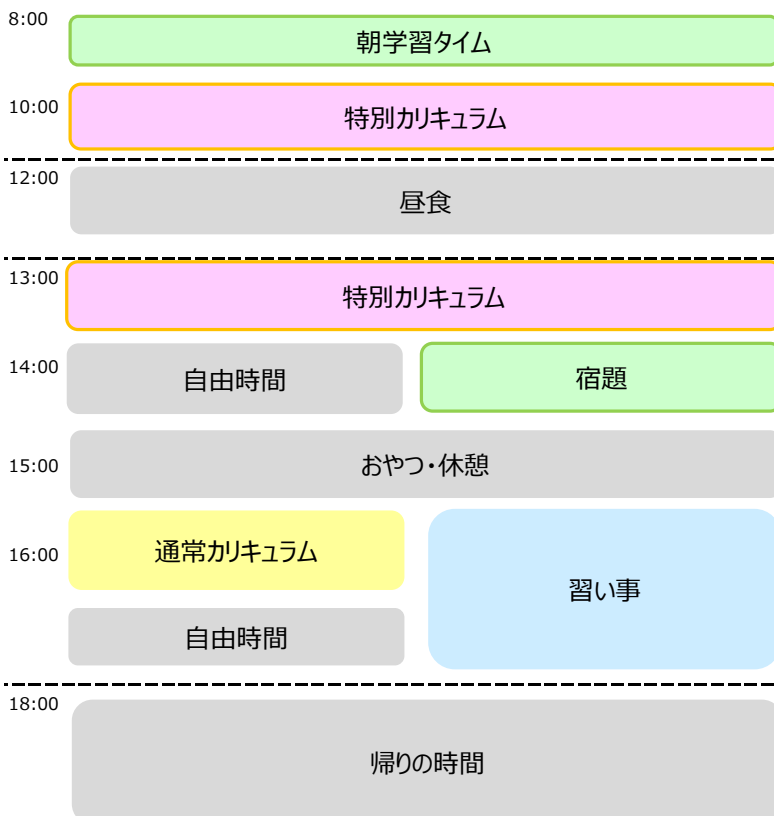 8:00
朝学習タイム
10:00
特別カリキュラム
12:00
昼食
13:00
特別カリキュラム
14:00
自由時間
宿題
15:00
おやつ・休憩
16:00
通常カリキュラム
習い事
自由時間
18:00
帰りの時間